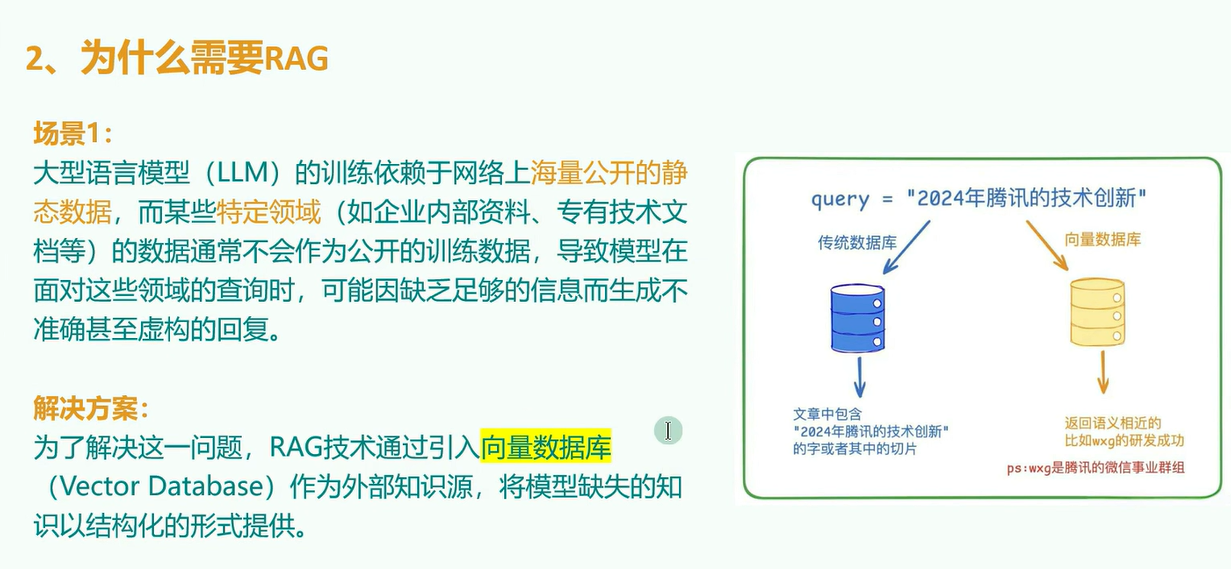 2、为什么需要RAG
场景1：
大型语言模型（LLM）的训练依赖于网络上海量公开的静
态数据，而某些特定领域（如企业内部资料、专有技术文
档等）的数据通常不会作为公开的训练数据，导致模型在
面对这些领域的查询时，可能因缺乏足够的信息而生成不
准确甚至虚构的回复。
解决方案：
为了解决这一问题，RAG技术通过引入向量数据库
（Vector Database）作为外部知识源，将模型缺失的知
识以结构化的形式提供。
query = "2024年腾讯的技术创新"
传统数据库
向量数据库
文章中包含
"2024年腾讯的技术创新"
的字或者其中的切片
返回语义相近的
比如wxg的研发成功
ps:wxg是腾讯的微信事业群组